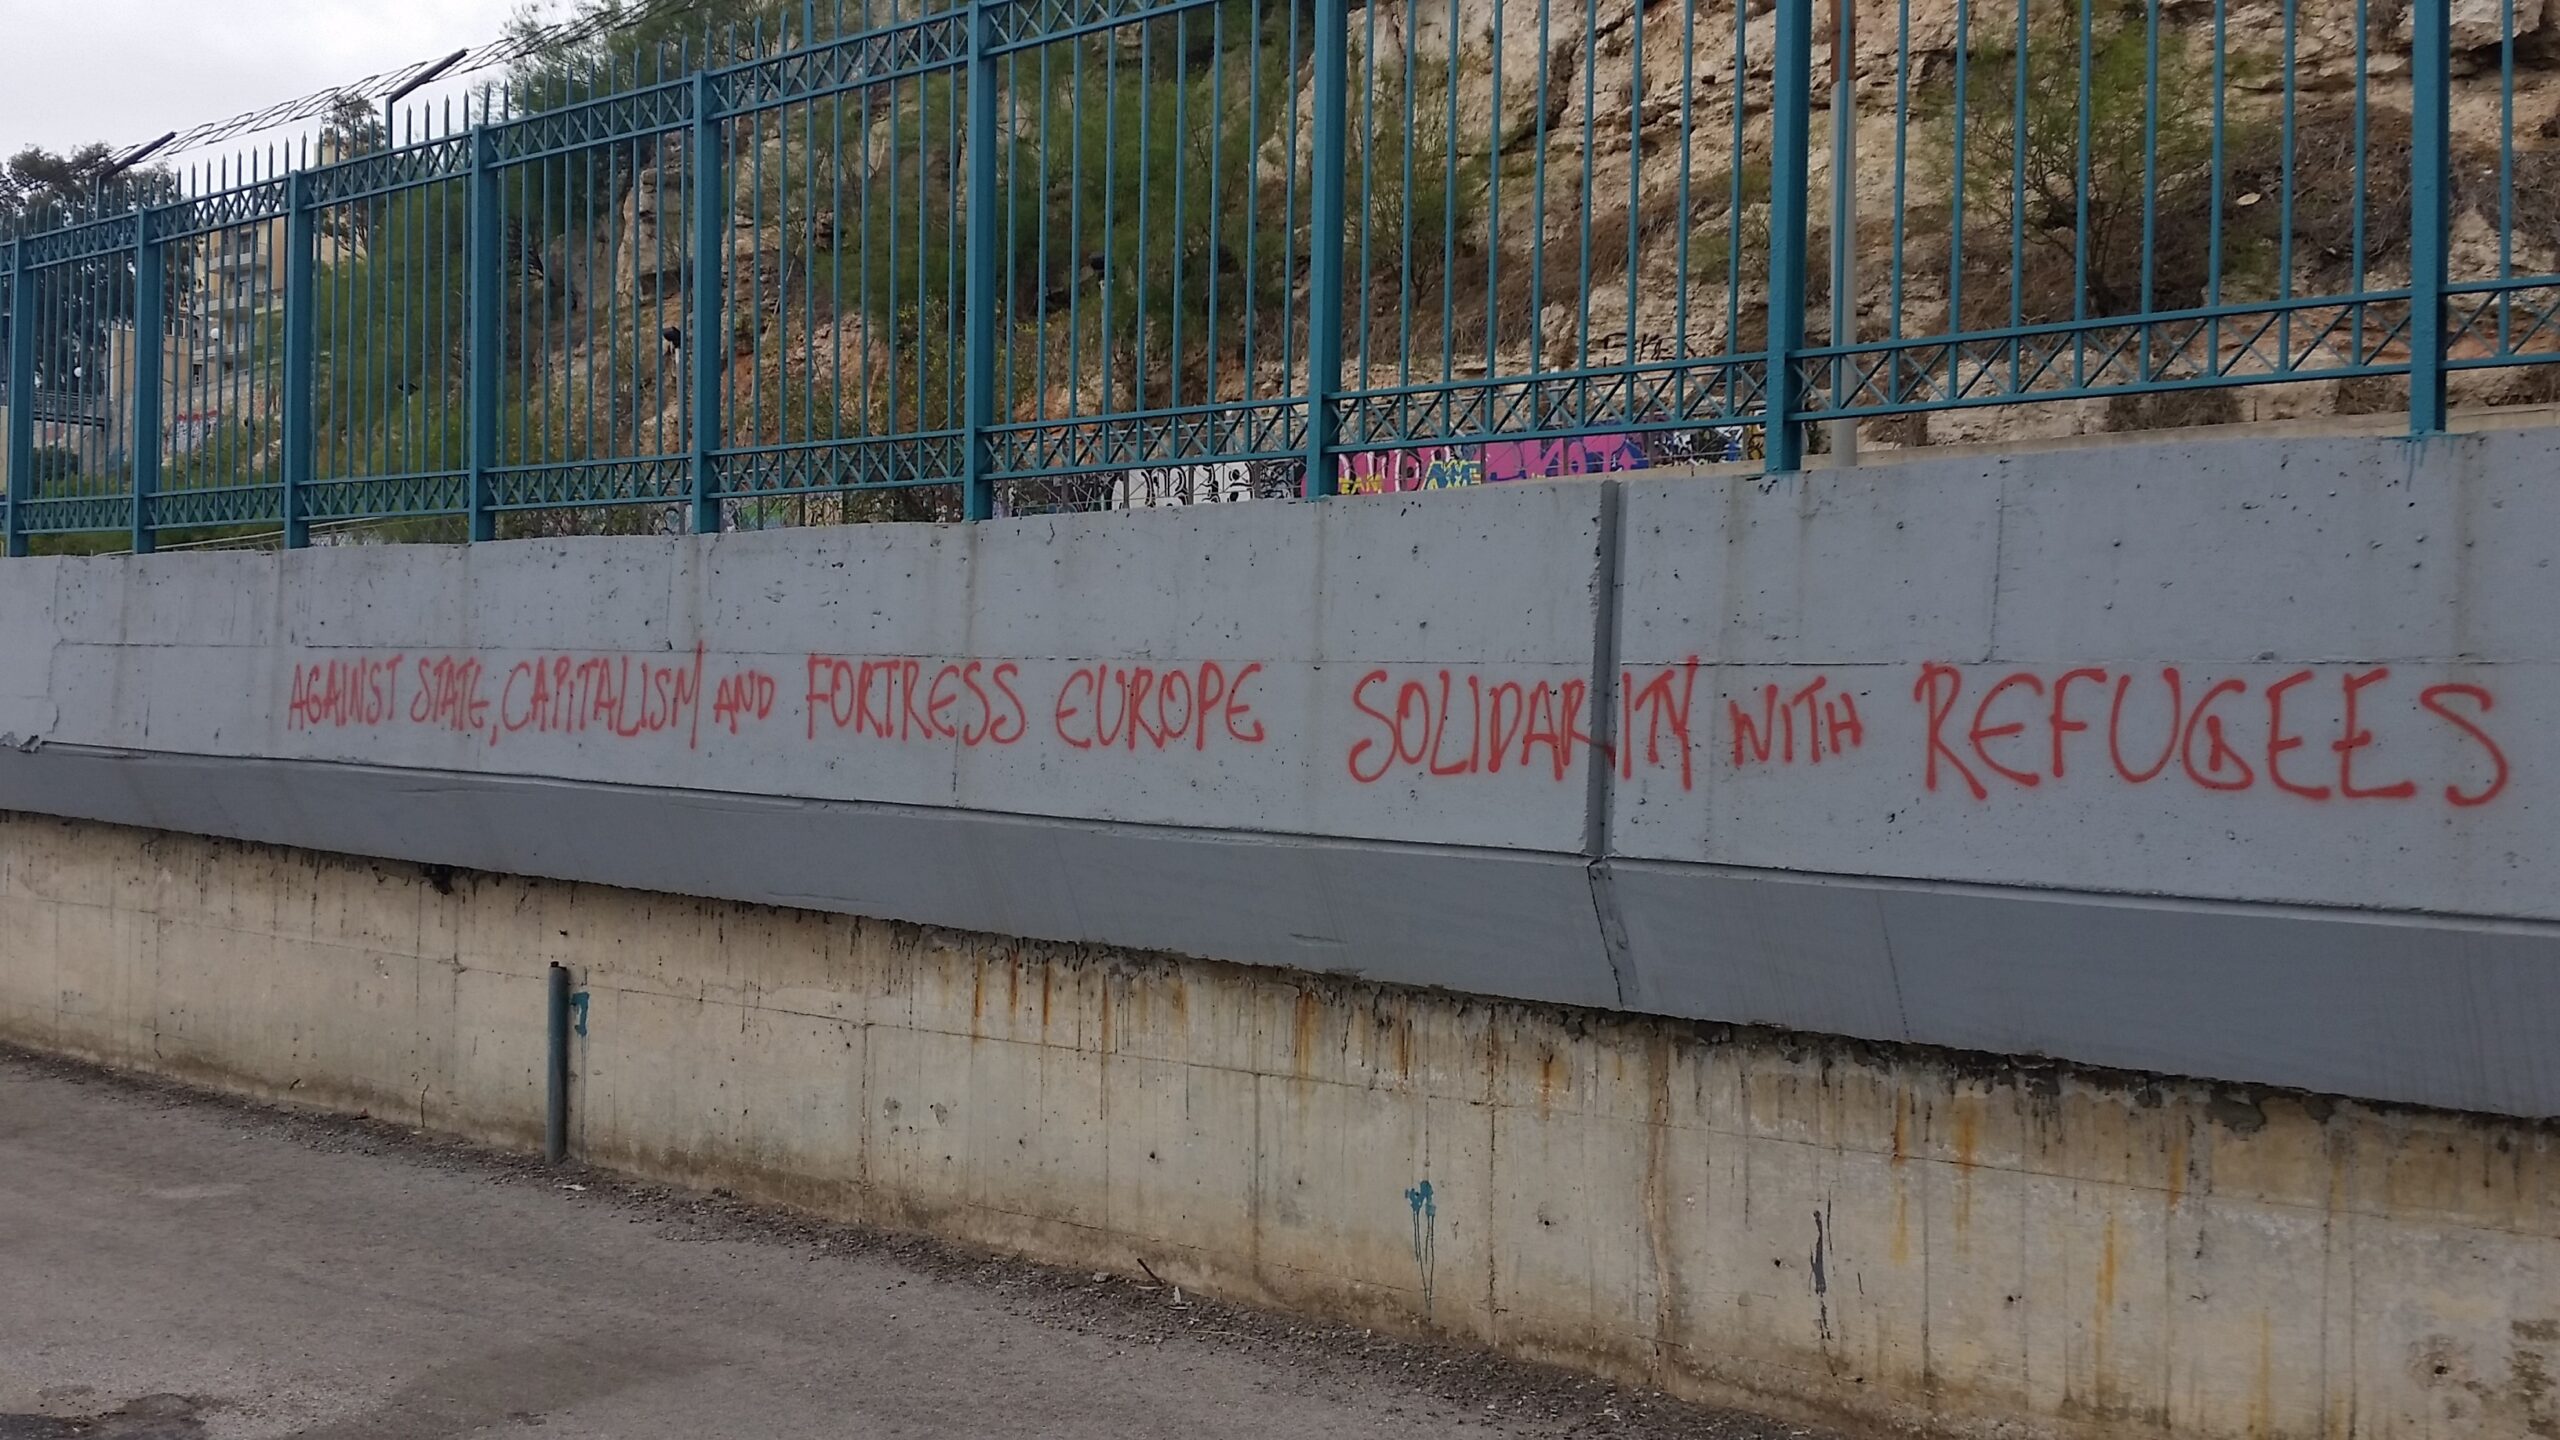 AGAINST STATE, CAPiTALISM AND FORTRESS EUROPE SOLIDARITY WITH REFUGEES